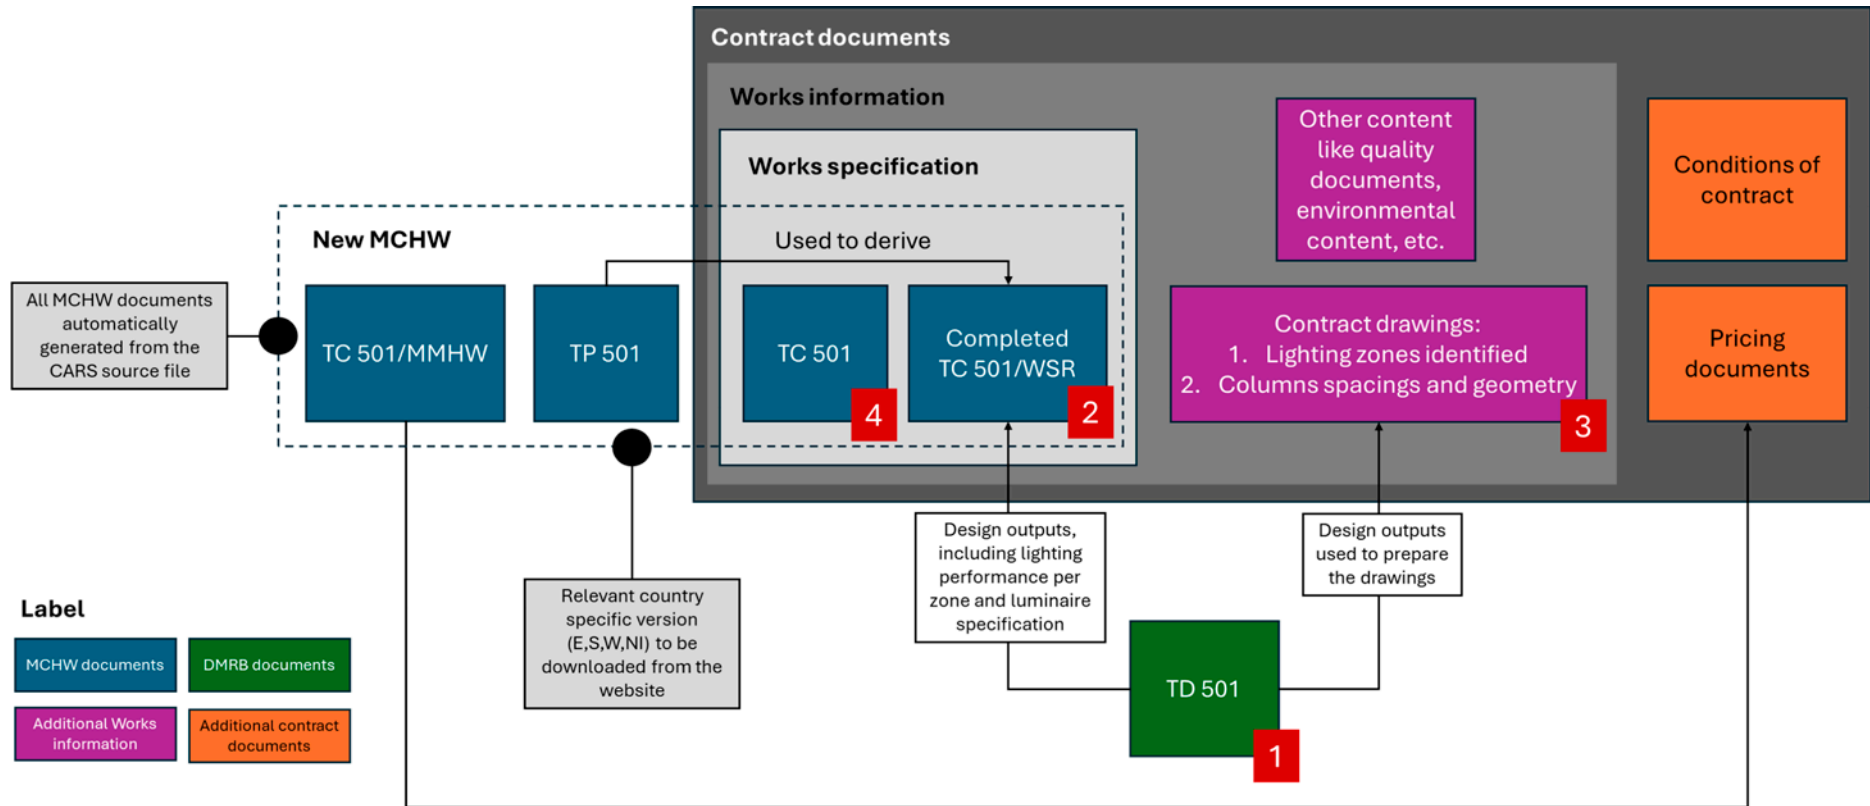 Contract documents
Works information
Works specification
New MCHW
Used to derive
All MCHW documents
automatically
generated from the
CARS source file
TC 501/MMHW
TP 501
TC 501
4
Completed
TC 501/WSR
2
Other content
like quality
documents,
environmental
content, etc.
Contract drawings:
1. Lighting zones identified
2. Columns spacings and geometry
3
Conditions of
contract
Pricing
documents
Relevant country
specific version
(E,S,W,NI) to be
downloaded from the
website
Design outputs,
including lighting
performance per
zone and luminaire
specification
Design outputs
used to prepare
the drawings
TD 501
1
Label
MCHW documents
DMRB documents
Additional Works
information
Additional contract
documents